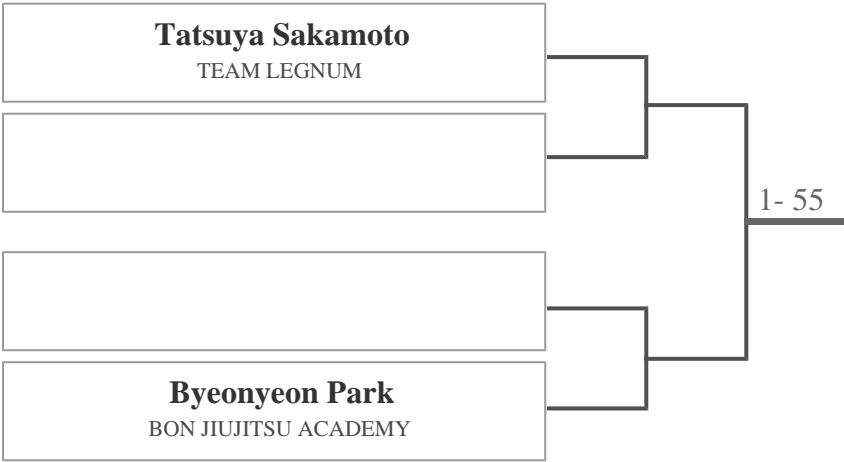 Tatsuya Sakamoto
TEAM LEGNUM
1- 55
Byeonyeon Park
BON JIUJITSU ACADEMY